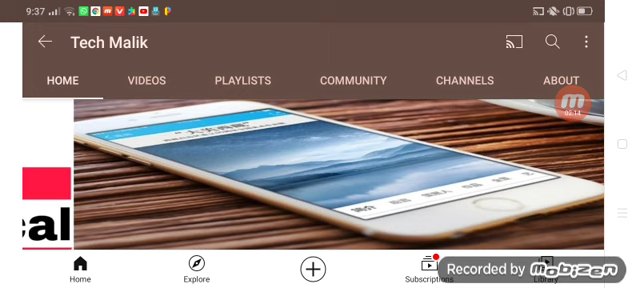 9:37
Tech Malik
HOME VIDEOS PLAYLISTS COMMUNITY CHANNELS ABOUT
02:14
cal
Home Explore Subscriptions Library
Recorded by mobizen